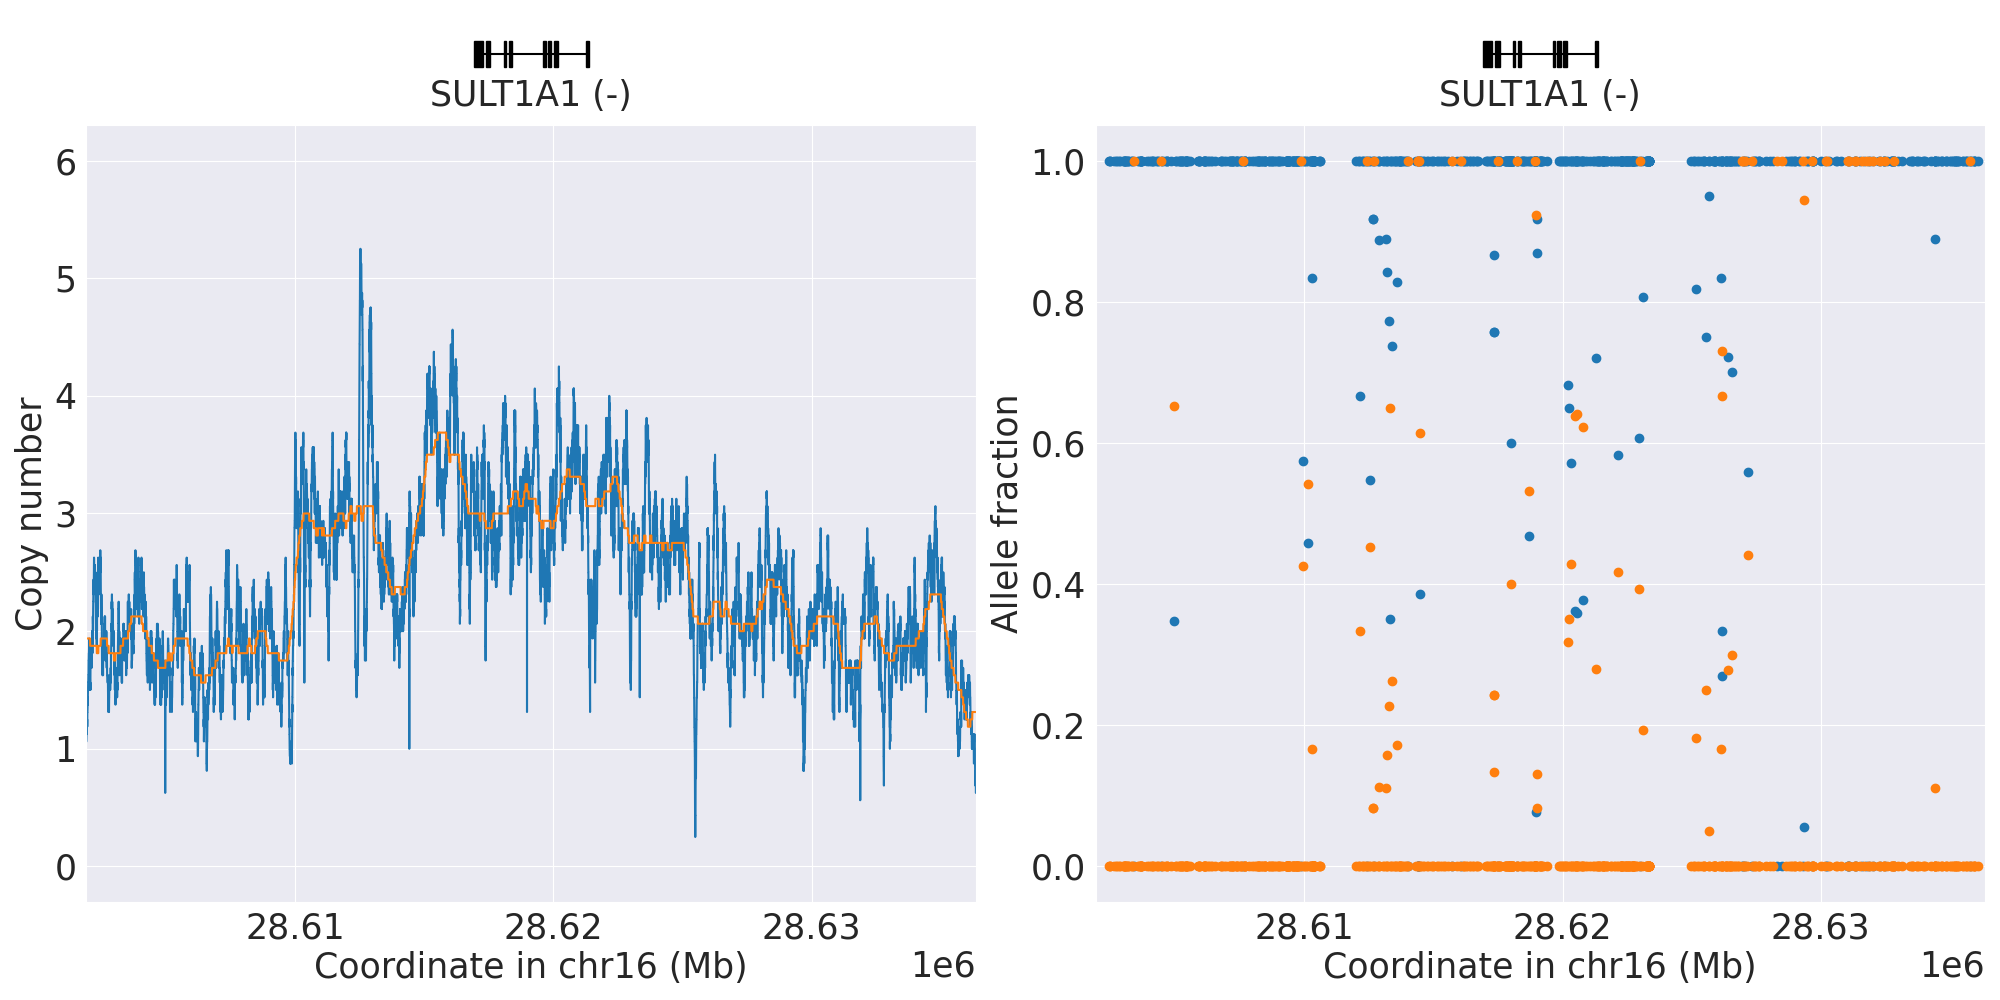 SULT1A1 (-)
6
5
4
3
2
1
0
Copy number
28.61
28.62
28.63
Coordinate in chr16 (Mb)
1e6
SULT1A1 (-)
1.0
0.8
0.6
0.4
0.2
0.0
Allele fraction
28.61
28.62
28.63
Coordinate in chr16 (Mb)
1e6